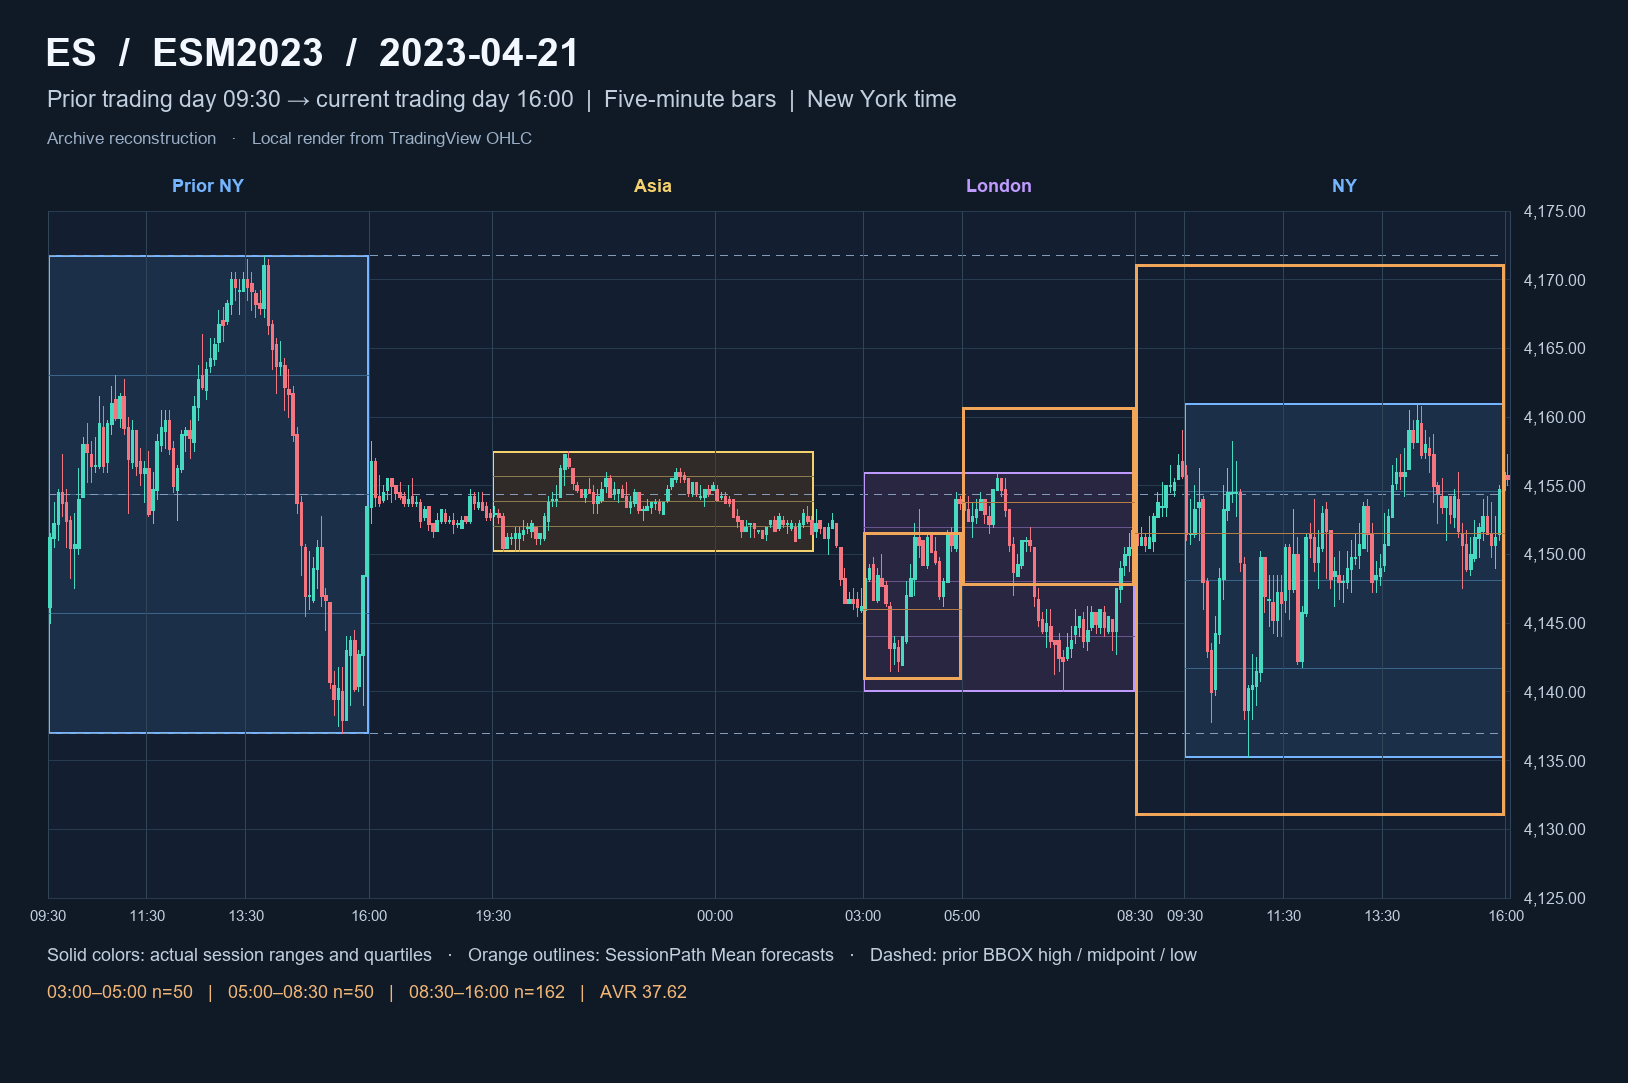 ES / ESM2023 / 2023-04-21
Prior trading day 09:30 → current trading day 16:00 | Five-minute bars | New York time
Archive reconstruction · Local render from TradingView OHLC
Prior NY Asia London NY
4,175.00
4,170.00
4,165.00
4,160.00
4,155.00
4,150.00
4,145.00
4,140.00
4,135.00
4,130.00
4,125.00
09:30 11:30 13:30 16:00 19:30 00:00 03:00 05:00 08:30 09:30 11:30 13:30 16:00
Solid colors: actual session ranges and quartiles · Orange outlines: SessionPath Mean forecasts · Dashed: prior BBOX high / midpoint / low
03:00–05:00 n=50 | 05:00–08:30 n=50 | 08:30–16:00 n=162 | AVR 37.62